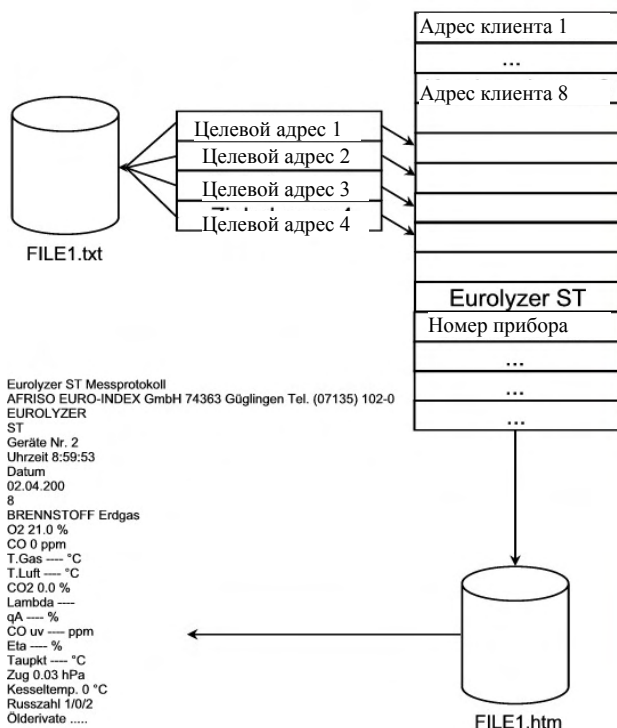 Адрес клиента 1
...
Адрес клиента 8
Целевой адрес 1
Целевой адрес 2
Целевой адрес 3
Целевой адрес 4
FILE1.txt
Eurolyzer ST
Номер прибора
...
...
...
Eurolyzer ST Messprotokoll
AFRISO EURO-INDEX GmbH 74363 Güglingen Tel. (07135) 102-0
EUROLYZER
ST
Geräte Nr. 2
Uhrzeit 8:59:53
Datum
02.04.200
8
BRENNSTOFF Erdgas
O2 21.0 %
CO 0 ppm
T.Gas ---- °C
T.Luft ---- °C
CO2 0.0 %
Lambda ----
qA ---- %
CO uv ---- ppm
Eta ---- %
Taupkt ---- °C
Zug 0.03 hPa
Kesseltemp. 0 °C
Russzahl 1/0/2
Ölderivate .....
FILE1.htm